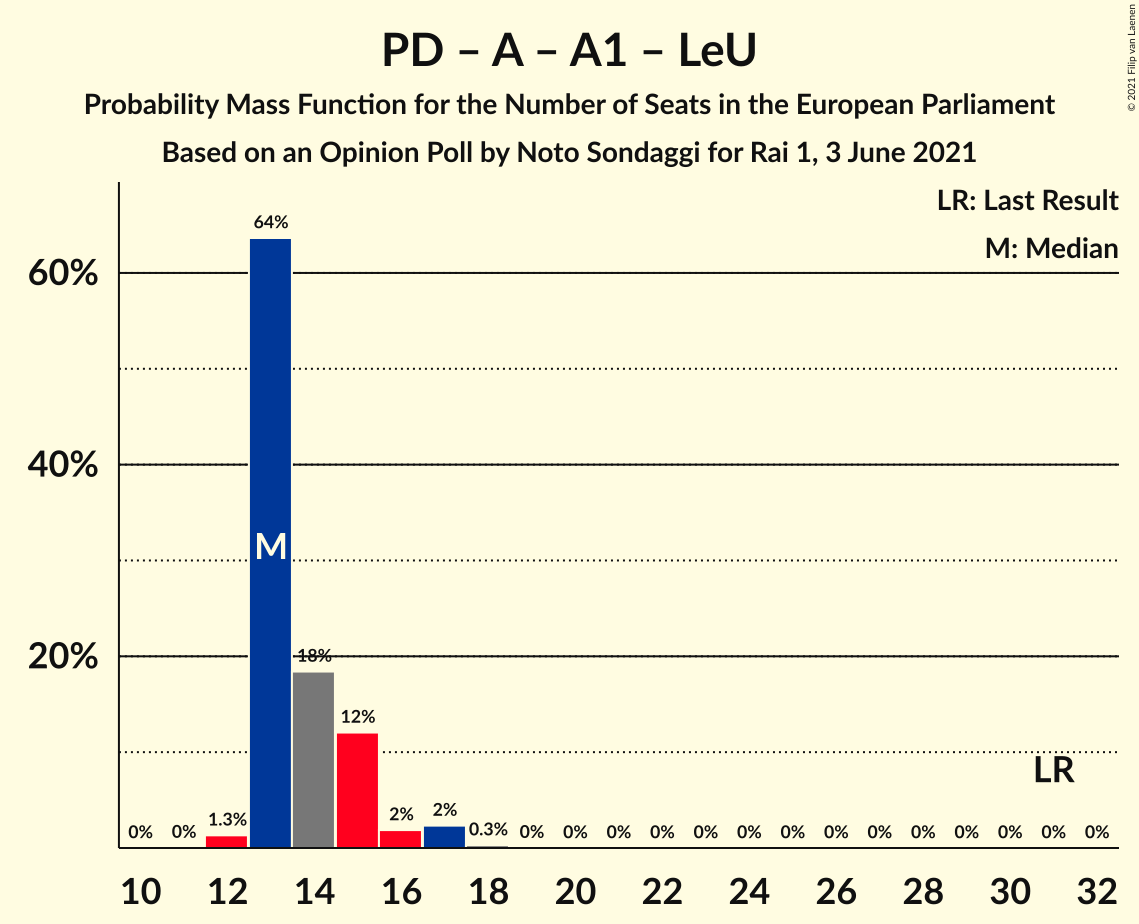 PD – A – A1 – LeU
Probability Mass Function for the Number of Seats in the European Parliament
Based on an Opinion Poll by Noto Sondaggi for Rai 1, 3 June 2021
© 2021 Filip van Laenen
LR: Last Result
M: Median
64%
60%
40%
M
20%
18%
12%
LR
0% 0% 1.3% 2% 2% 0.3% 0% 0% 0% 0% 0% 0% 0% 0% 0% 0% 0% 0% 0% 0%
10 12 14 16 18 20 22 24 26 28 30 32